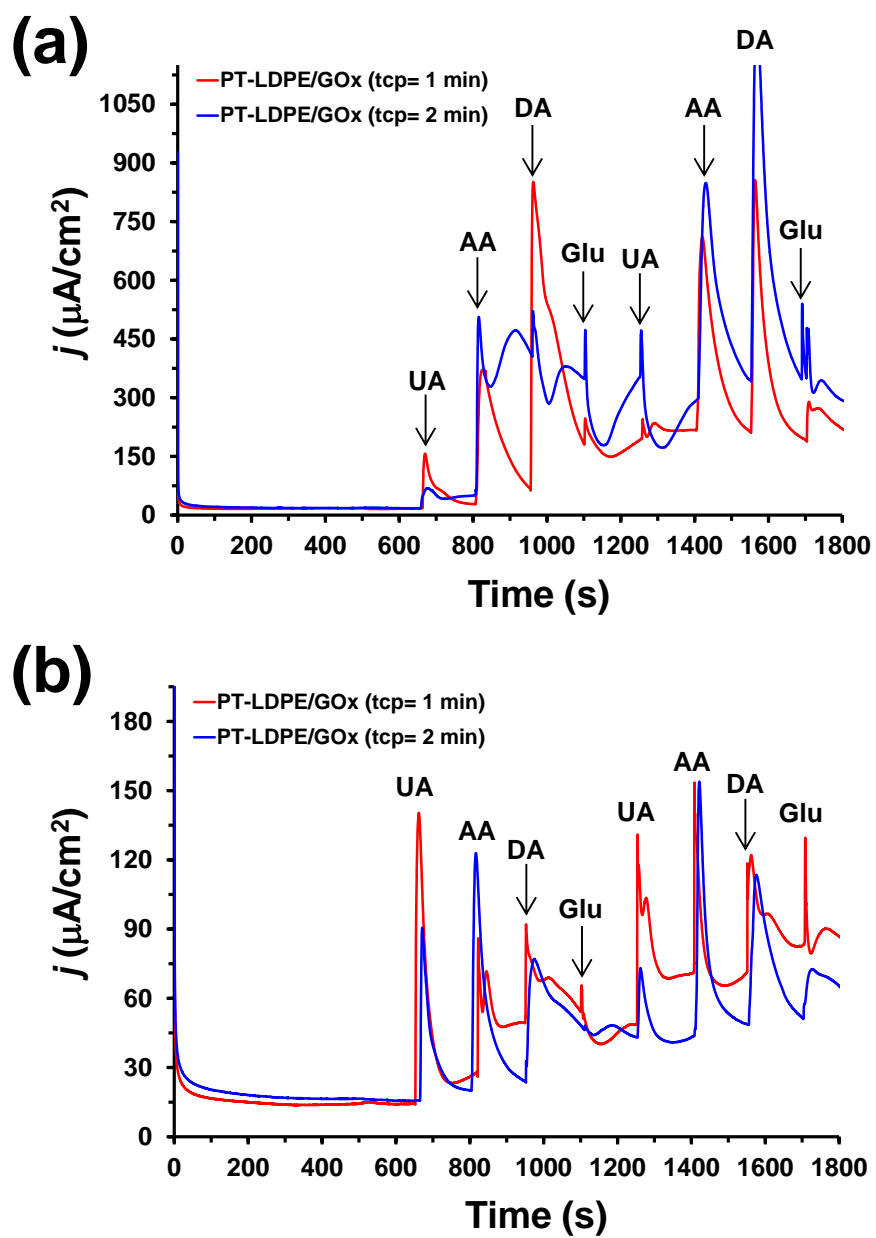 (a)
PT-LDPE/GOx (tcp= 1 min)
PT-LDPE/GOx (tcp= 2 min)
DA
DA
AA
AA
Glu
UA
Glu
UA
j (µA/cm²)
1050
900
750
600
450
300
150
0
0 200 400 600 800 1000 1200 1400 1600 1800
Time (s)
(b)
PT-LDPE/GOx (tcp= 1 min)
PT-LDPE/GOx (tcp= 2 min)
UA
AA
DA
Glu
UA
AA
DA
Glu
j (µA/cm²)
180
150
120
90
60
30
0
0 200 400 600 800 1000 1200 1400 1600 1800
Time (s)